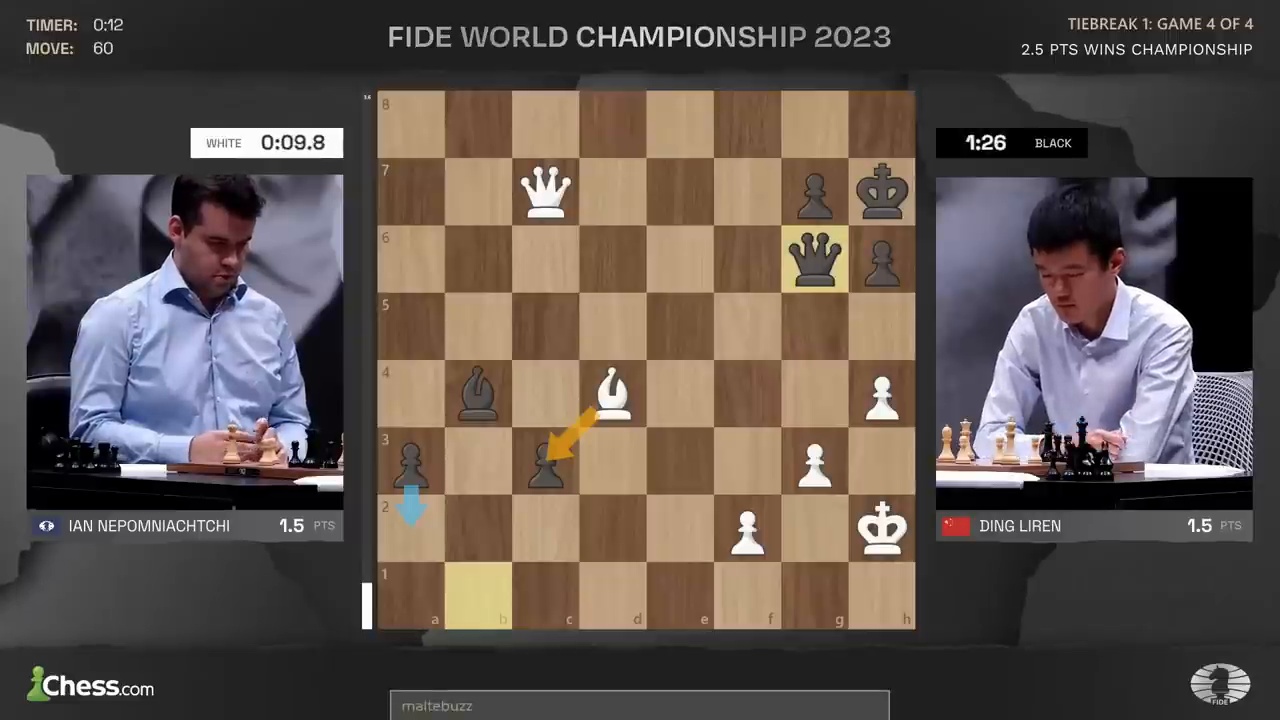 TIMER: 0:12
MOVE: 60
FIDE WORLD CHAMPIONSHIP 2023
TIEBREAK 1: GAME 4 OF 4
2.5 PTS WINS CHAMPIONSHIP
WHITE 0:09.8
1:26 BLACK
8
7
6
5
4
3
2
1
a b c d e f g h
IAN NEPOMNIACHTCHI 1.5 PTS
DING LIREN 1.5 PTS
Chess.com
maltebuzz
FIDE